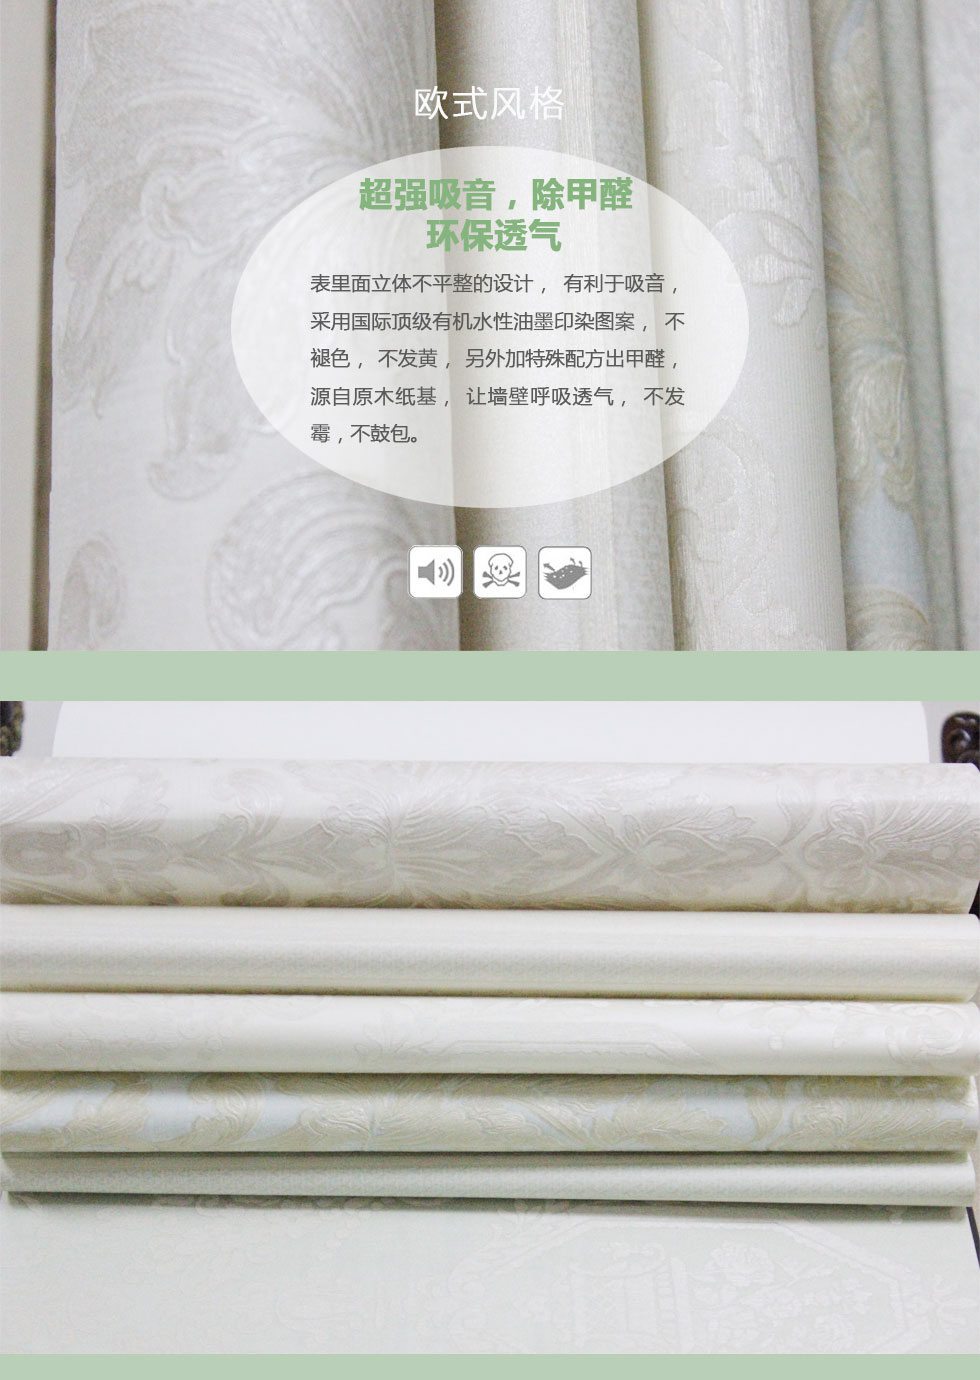 欧式风格
超强吸音，除甲醛
环保透气
表里面立体不平整的设计， 有利于吸音，
采用国际顶级有机水性油墨印染图案， 不
褪色， 不发黄， 另外加特殊配方出甲醛，
源自原木纸基， 让墙壁呼吸透气， 不发
霉，不鼓包。